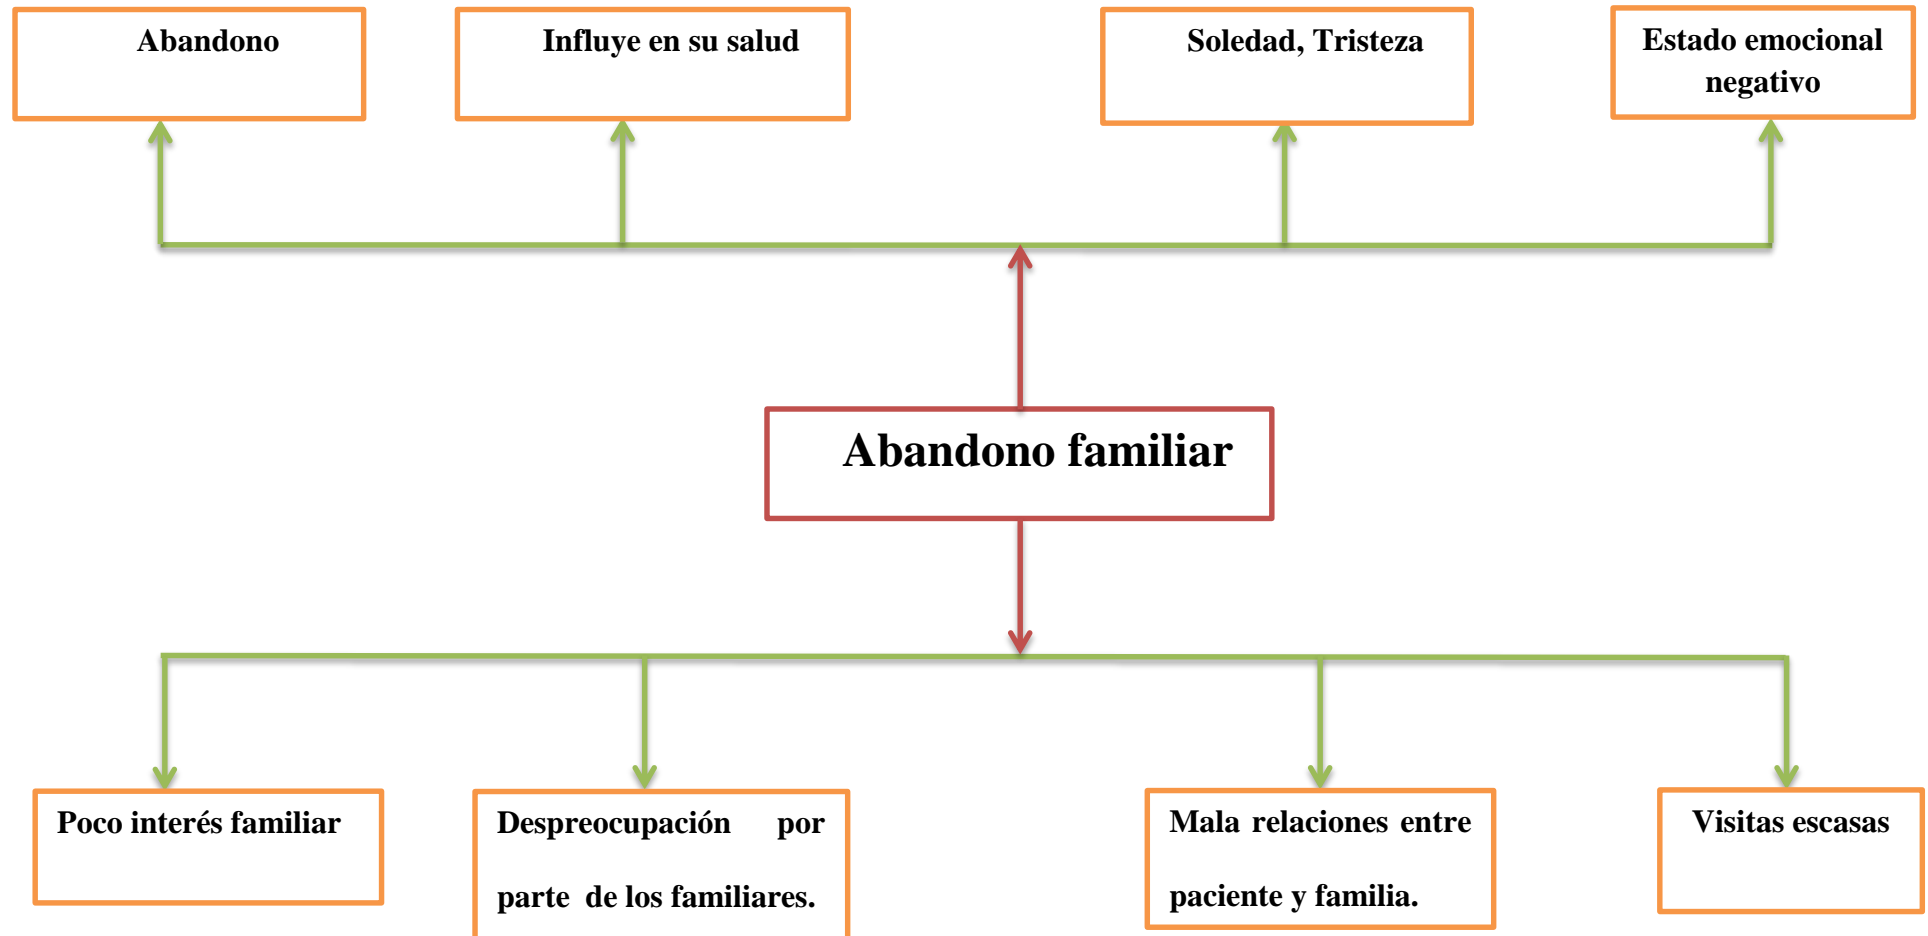 Abandono
Influye en su salud
Soledad, Tristeza
Estado emocional
negativo
Abandono familiar
Poco interés familiar
Despreocupación por
parte de los familiares.
Mala relaciones entre
paciente y familia.
Visitas escasas